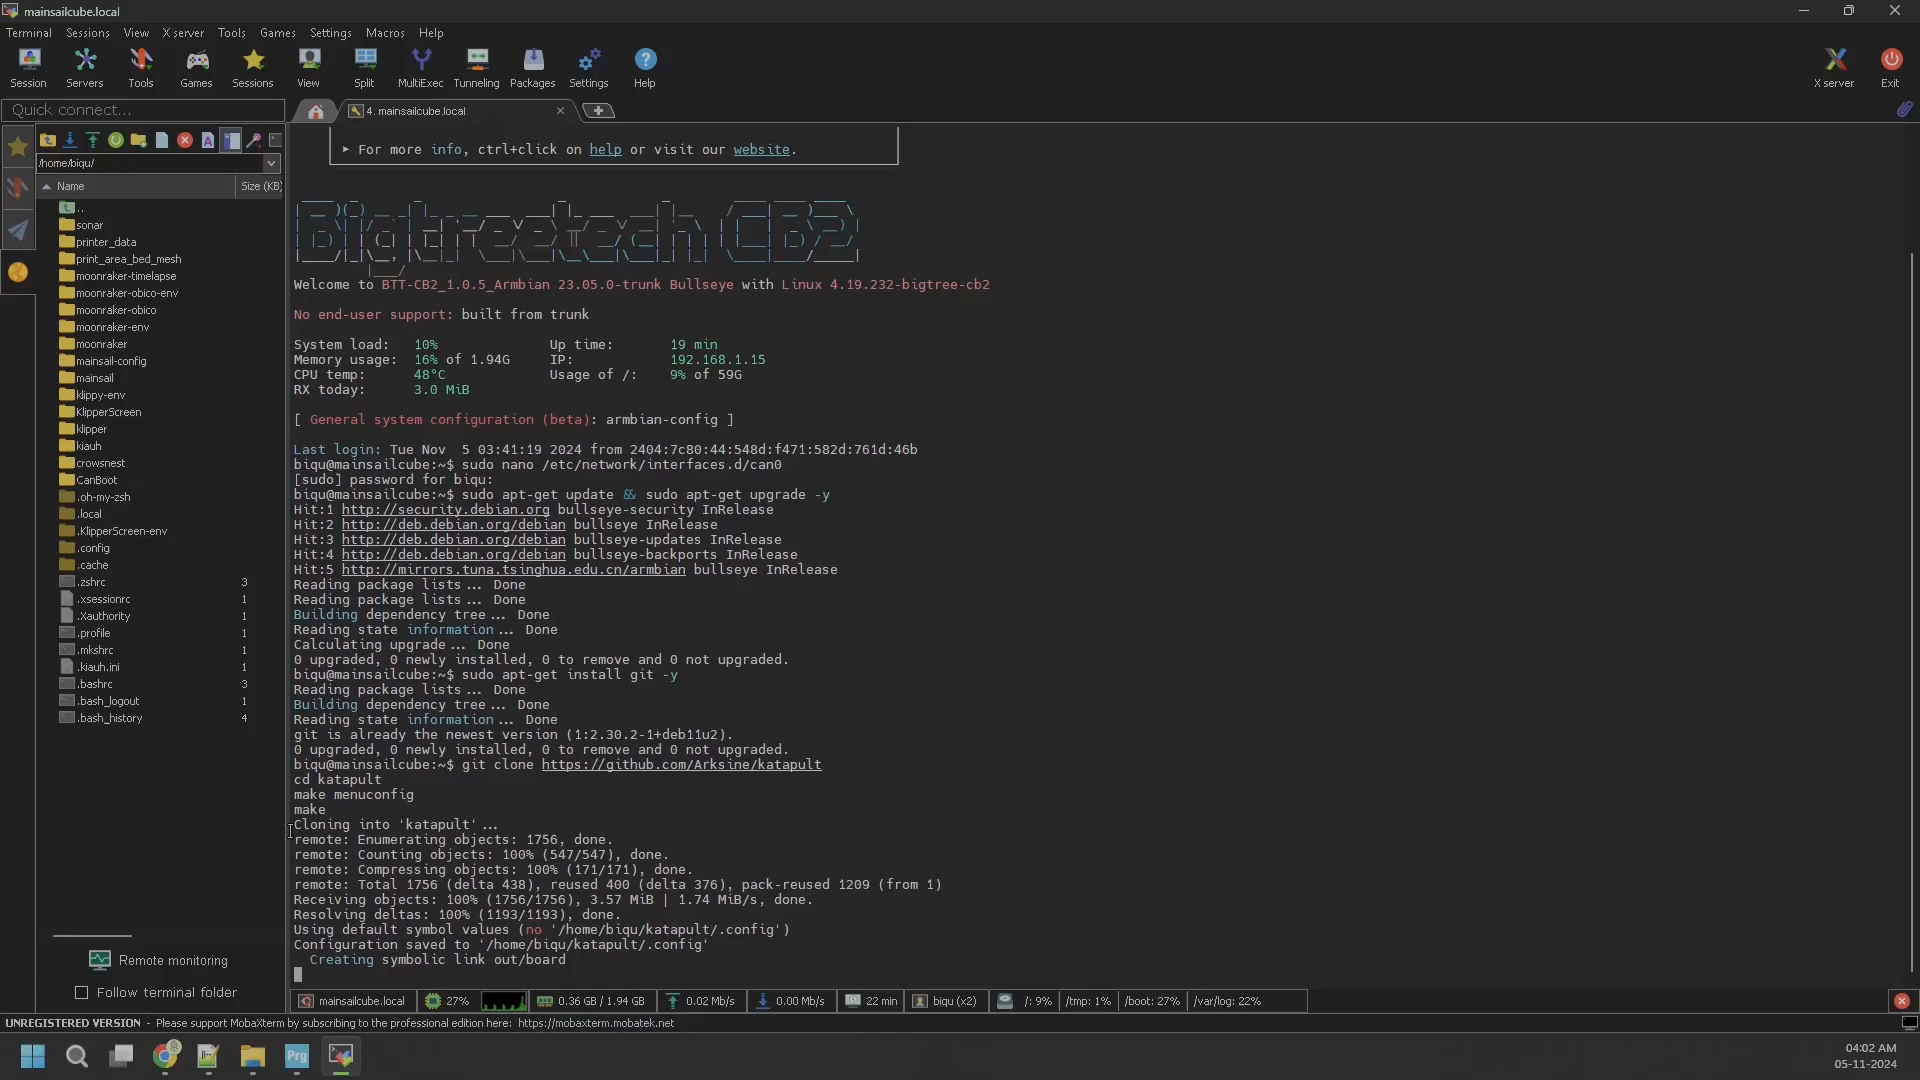 mainsailcube.local
Terminal Sessions View X server Tools Games Settings Macros Help
Session Servers Tools Games Sessions View Split MultiExec Tunneling Packages Settings Help X server Exit
Quick connect...
4. mainsailcube.local
/home/biqu/
Name Size (KB)
..
sonar
printer_data
print_area_bed_mesh
moonraker-timelapse
moonraker-obico-env
moonraker-obico
moonraker-env
moonraker
mainsail-config
mainsail
klippy-env
KlipperScreen
klipper
kiauh
crowsnest
CanBoot
.oh-my-zsh
.local
.KlipperScreen-env
.config
.cache
.zshrc 3
.xsessionrc 1
.Xauthority 1
.profile 1
.mkshrc 1
.kiauh.ini 1
.bashrc 3
.bash_logout 1
.bash_history 4
Remote monitoring
Follow terminal folder
► For more info, ctrl+click on help or visit our website.
Bigtreetech CB2
Welcome to BTT-CB2_1.0.5_Armbian 23.05.0-trunk Bullseye with Linux 4.19.232-bigtree-cb2
No end-user support: built from trunk
System load: 10% Up time: 19 min
Memory usage: 16% of 1.94G IP: 192.168.1.15
CPU temp: 48°C Usage of /: 9% of 59G
RX today: 3.0 MiB
[ General system configuration (beta): armbian-config ]
Last login: Tue Nov  5 03:41:19 2024 from 2404:7c80:44:548d:f471:582d:761d:46b
biqu@mainsailcube:~$ sudo nano /etc/network/interfaces.d/can0
[sudo] password for biqu:
biqu@mainsailcube:~$ sudo apt-get update && sudo apt-get upgrade -y
Hit:1 http://security.debian.org bullseye-security InRelease
Hit:2 http://deb.debian.org/debian bullseye InRelease
Hit:3 http://deb.debian.org/debian bullseye-updates InRelease
Hit:4 http://deb.debian.org/debian bullseye-backports InRelease
Hit:5 http://mirrors.tuna.tsinghua.edu.cn/armbian bullseye InRelease
Reading package lists... Done
Reading package lists... Done
Building dependency tree... Done
Reading state information... Done
Calculating upgrade... Done
0 upgraded, 0 newly installed, 0 to remove and 0 not upgraded.
biqu@mainsailcube:~$ sudo apt-get install git -y
Reading package lists... Done
Building dependency tree... Done
Reading state information... Done
git is already the newest version (1:2.30.2-1+deb11u2).
0 upgraded, 0 newly installed, 0 to remove and 0 not upgraded.
biqu@mainsailcube:~$ git clone https://github.com/Arksine/katapult
cd katapult
make menuconfig
make
Cloning into 'katapult'...
remote: Enumerating objects: 1756, done.
remote: Counting objects: 100% (547/547), done.
remote: Compressing objects: 100% (171/171), done.
remote: Total 1756 (delta 438), reused 400 (delta 376), pack-reused 1209 (from 1)
Receiving objects: 100% (1756/1756), 3.57 MiB | 1.74 MiB/s, done.
Resolving deltas: 100% (1193/1193), done.
Using default symbol values (no '/home/biqu/katapult/.config')
Configuration saved to '/home/biqu/katapult/.config'
Creating symbolic link out/board
mainsailcube.local 27% 0.36 GB / 1.94 GB 0.02 Mb/s 0.00 Mb/s 22 min biqu (x2) /: 9% /tmp: 1% /boot: 27% /var/log: 22%
UNREGISTERED VERSION - Please support MobaXterm by subscribing to the professional edition here: https://mobaxterm.mobatek.net
Prg
04:02 AM
05-11-2024